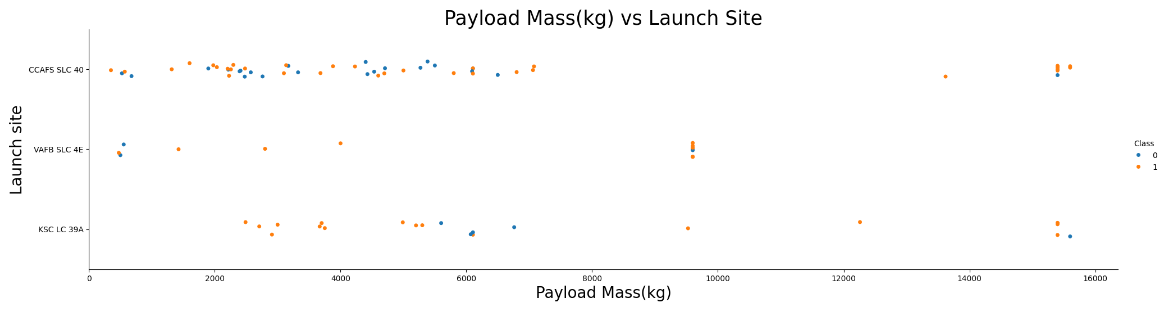 Payload Mass(kg) vs Launch Site
CCAFS SLC 40
VAFB SLC 4E
KSC LC 39A
Launch site
0 2000 4000 6000 8000 10000 12000 14000 16000
Payload Mass(kg)
Class
0
1